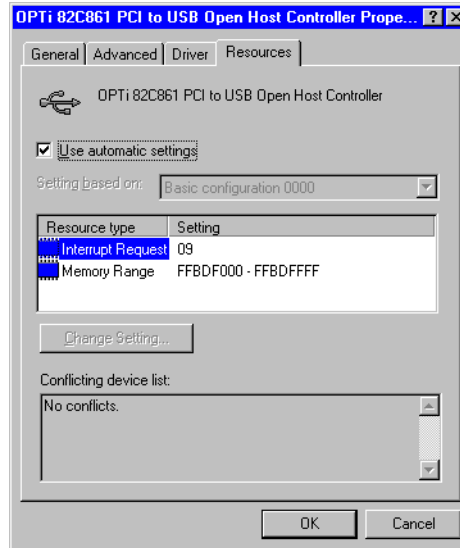 OPTi 82C861 PCI to USB Open Host Controller Prope... ? X
General Advanced Driver Resources
OPTi 82C861 PCI to USB Open Host Controller
Use automatic settings
Setting based on: Basic configuration 0000
Resource type Setting
Interrupt Request 09
Memory Range FFBDF000 - FFBDFFFF
Change Setting...
Conflicting device list:
No conflicts.
OK Cancel